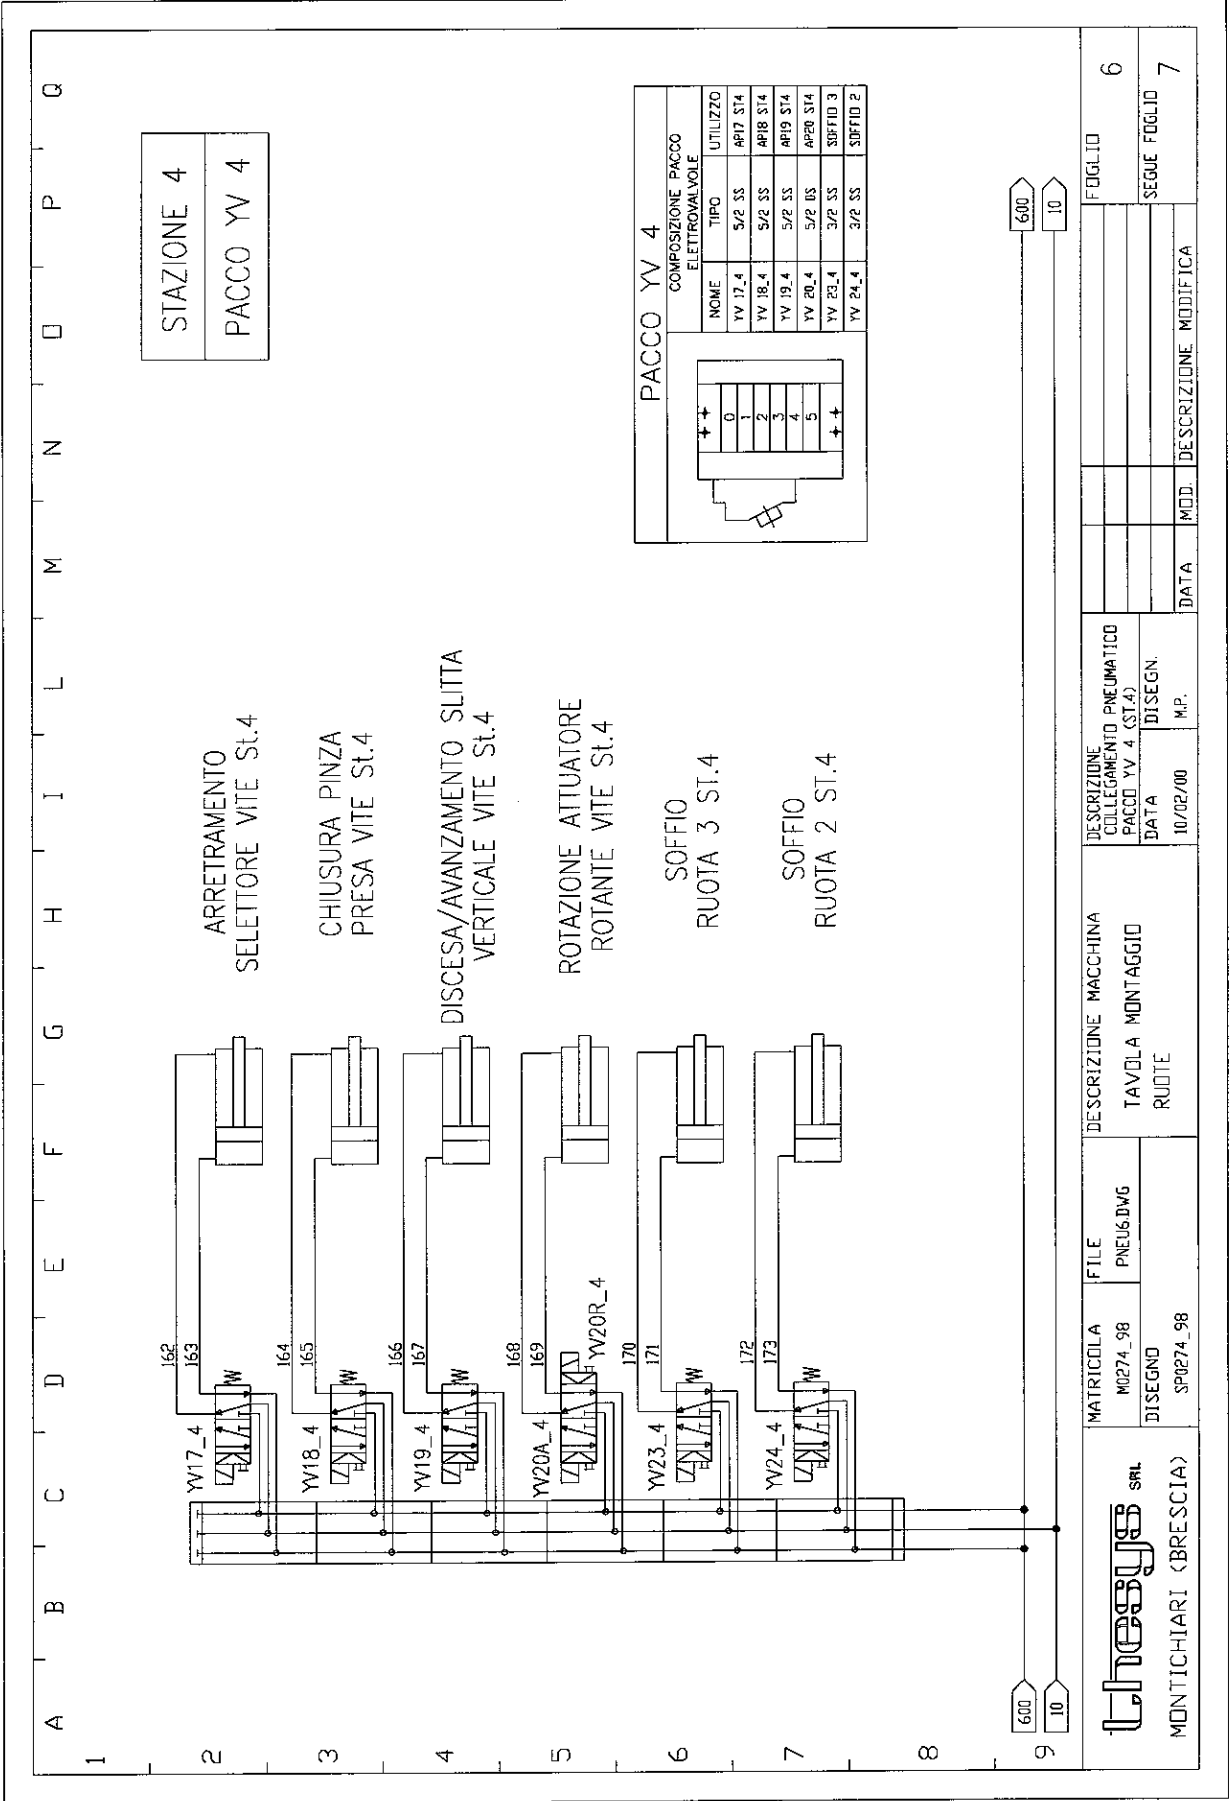 A B C D E F G H I L M N O P Q
1
2
3
4
5
6
7
8
9
STAZIONE 4
PACCO YV 4
162
163
YV17_4
ARRETRAMENTO
SELETTORE VITE St.4
164
165
YV18_4
CHIUSURA PINZA
PRESA VITE St.4
166
167
YV19_4
DISCESA/AVANZAMENTO SLITTA
VERTICALE VITE St.4
168
169
YV20A_4
YV20R_4
ROTAZIONE ATTUATORE
ROTANTE VITE St.4
170
171
YV23_4
SOFFIO
RUOTA 3 ST.4
172
173
YV24_4
SOFFIO
RUOTA 2 ST.4
PACCO YV 4
COMPOSIZIONE PACCO
ELETTROVALVOLE
NOME TIPO UTILIZZO
YV 17_4 5/2 SS AP17 ST4
YV 18_4 5/2 SS AP18 ST4
YV 19_4 5/2 SS AP19 ST4
YV 20_4 5/2 DS AP20 ST4
YV 23_4 3/2 SS SOFFIO 3
YV 24_4 3/2 SS SOFFIO 2
0
1
2
3
4
5
600 600
10 10
thesys SRL
MONTICHIARI (BRESCIA)
MATRICOLA
M0274_98
FILE
PNEU6.DWG
DISEGNO
SP0274_98
DESCRIZIONE MACCHINA
TAVOLA MONTAGGIO
RUOTE
DESCRIZIONE
COLLEGAMENTO PNEUMATICO
PACCO YV 4 (ST.4)
DATA
10/02/00
DISEGN.
M.P.
DATA MOD. DESCRIZIONE MODIFICA
FOGLIO
6
SEGUE FOGLIO
7